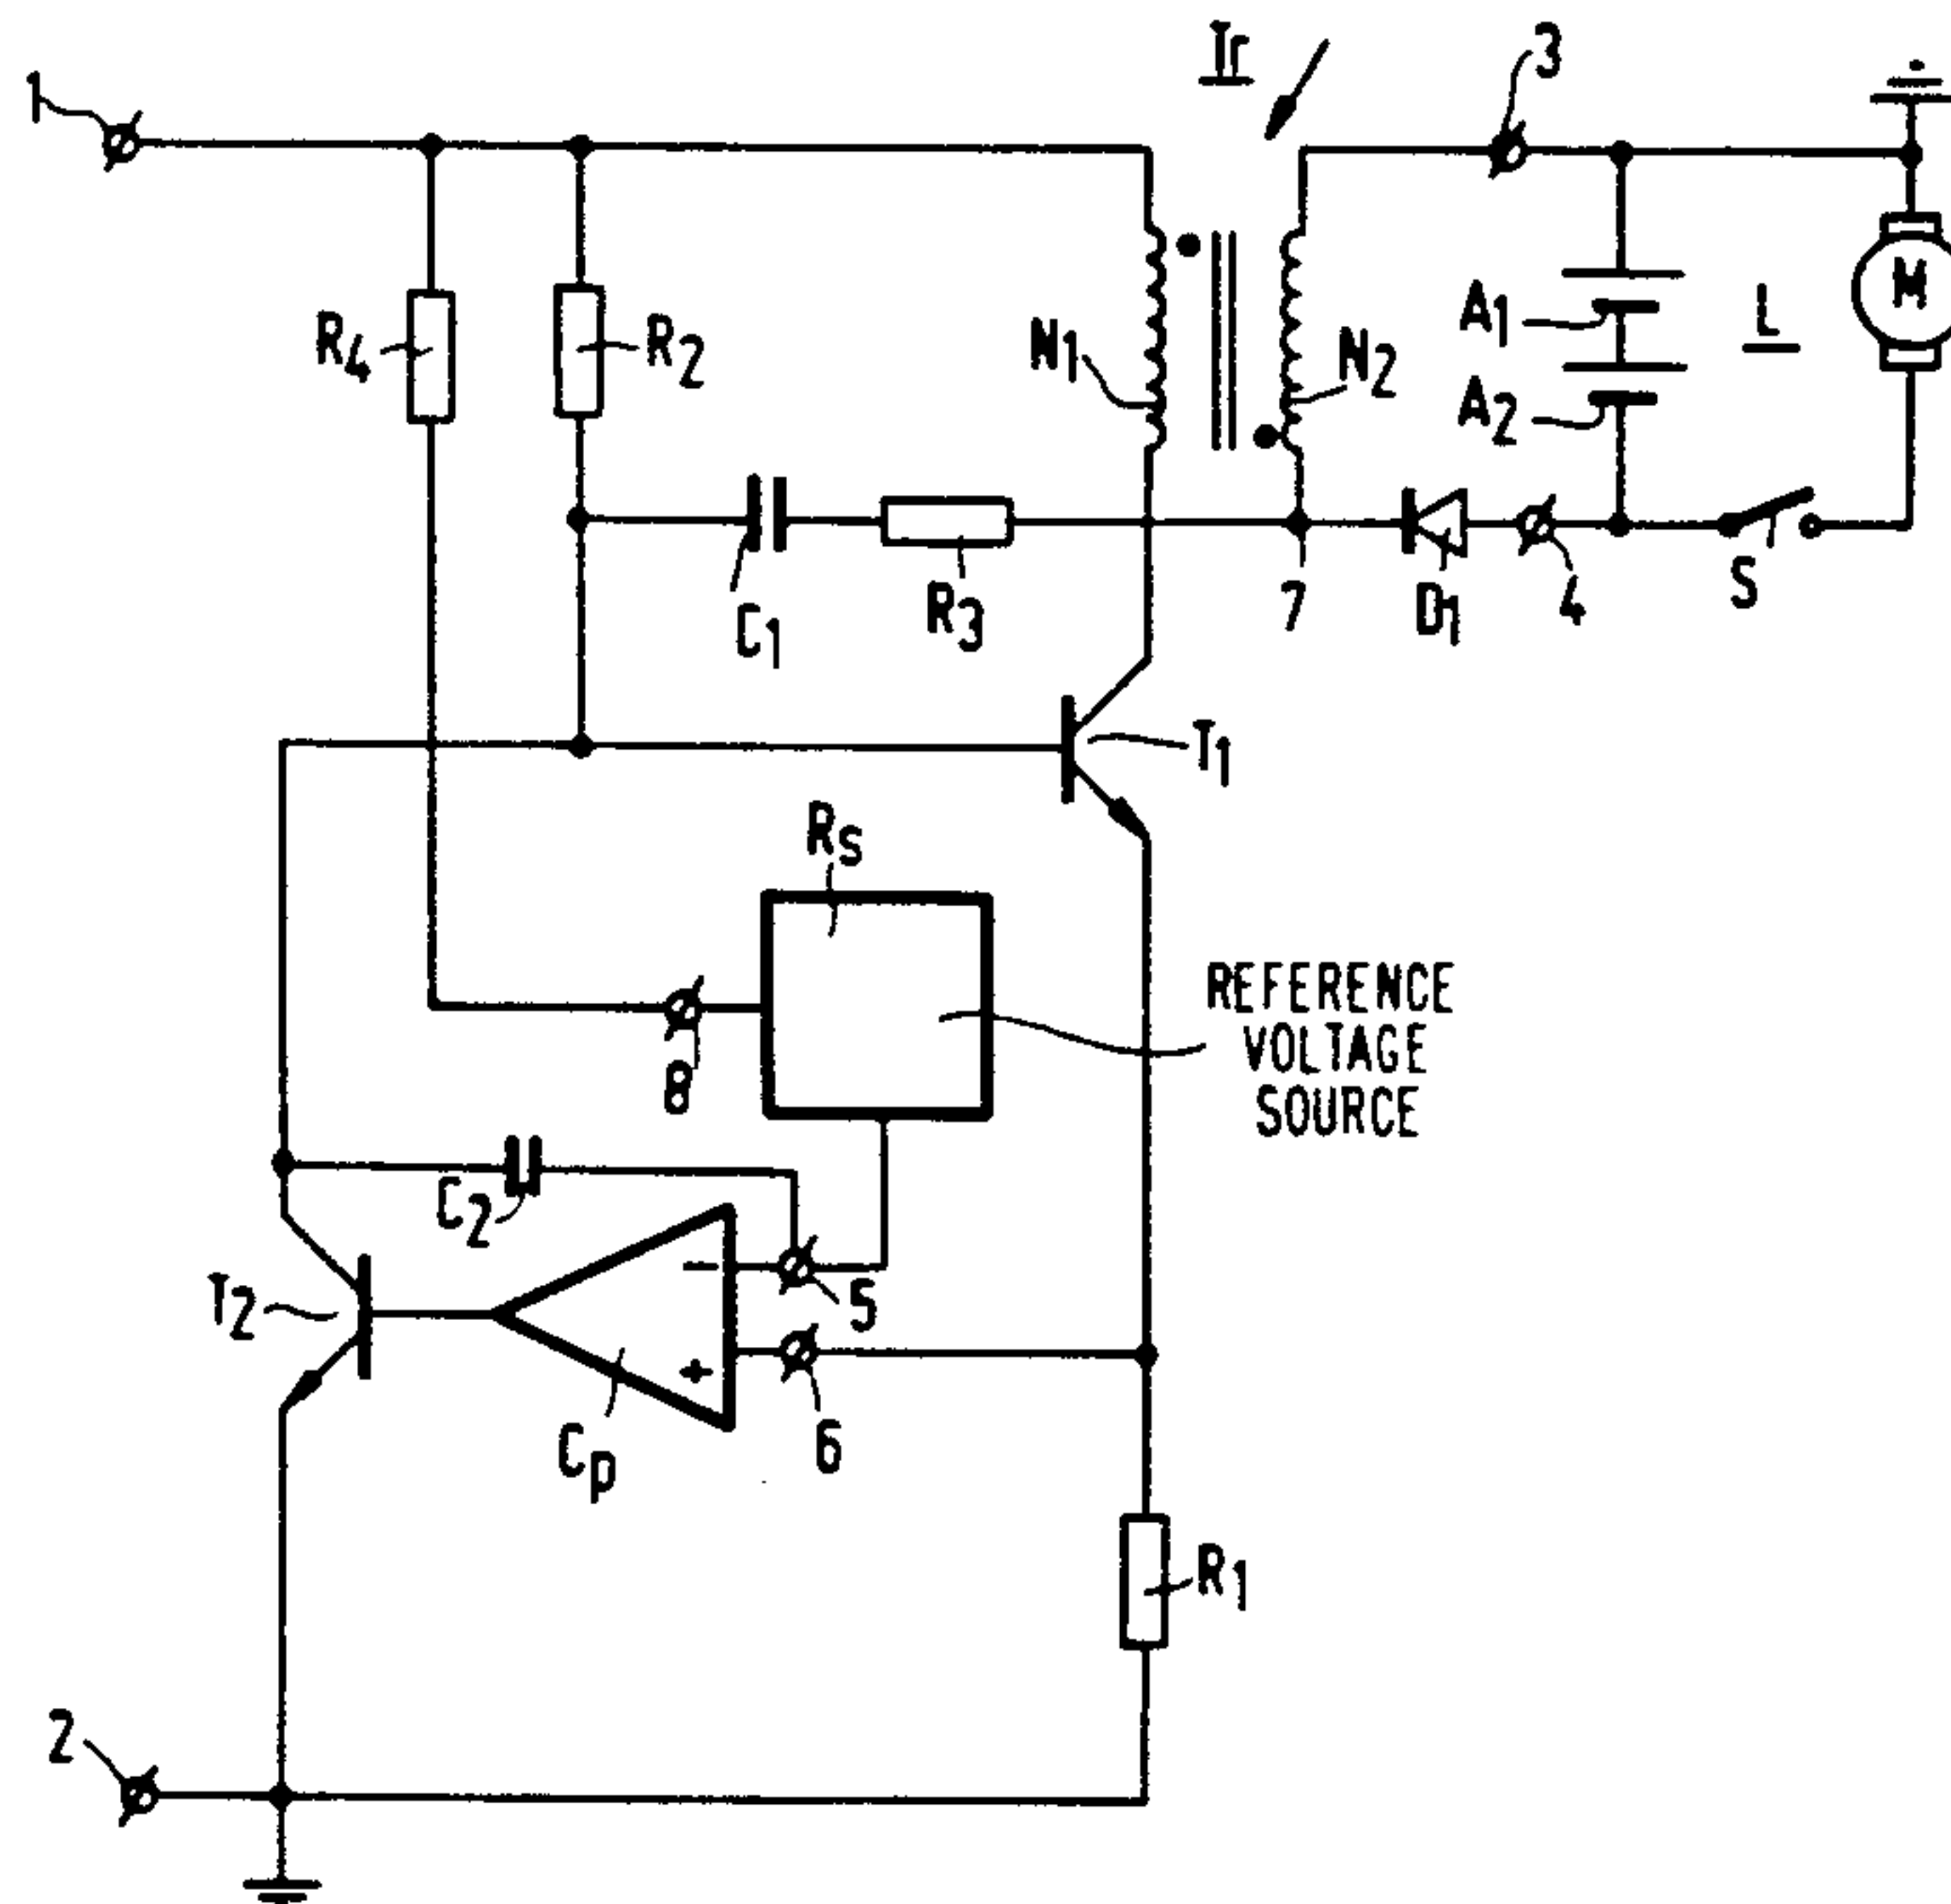 1
Tr
3
R4
R2
N1
N2
A1
A2
L
M
C1
R3
7
D1
4
S
T1
Rs
REFERENCE
VOLTAGE
SOURCE
8
C2
T2
−
5
+
6
Cp
R1
2